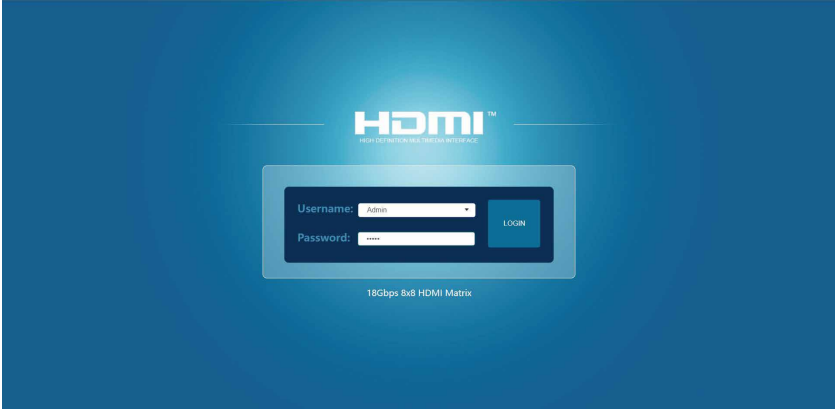 HDMI™
HIGH DEFINITION MULTIMEDIA INTERFACE
Username: Admin
Password: •••••
LOGIN
18Gbps 8x8 HDMI Matrix